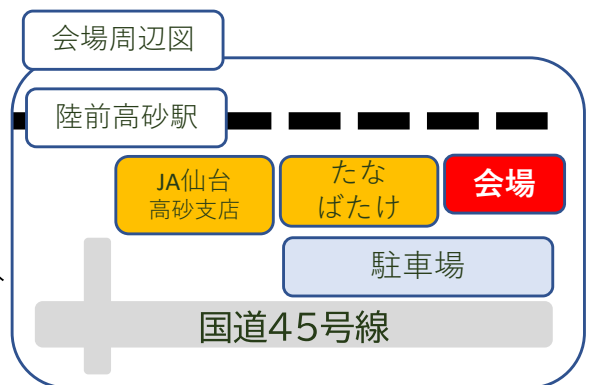 会場周辺図
陸前高砂駅
JA仙台
高砂支店
たな
ばたけ
会場
駐車場
国道45号線